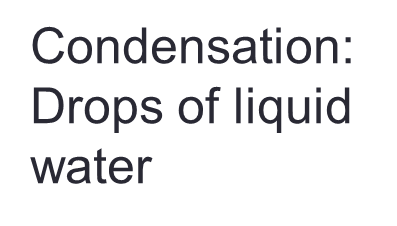 Condensation:
Drops of liquid
water